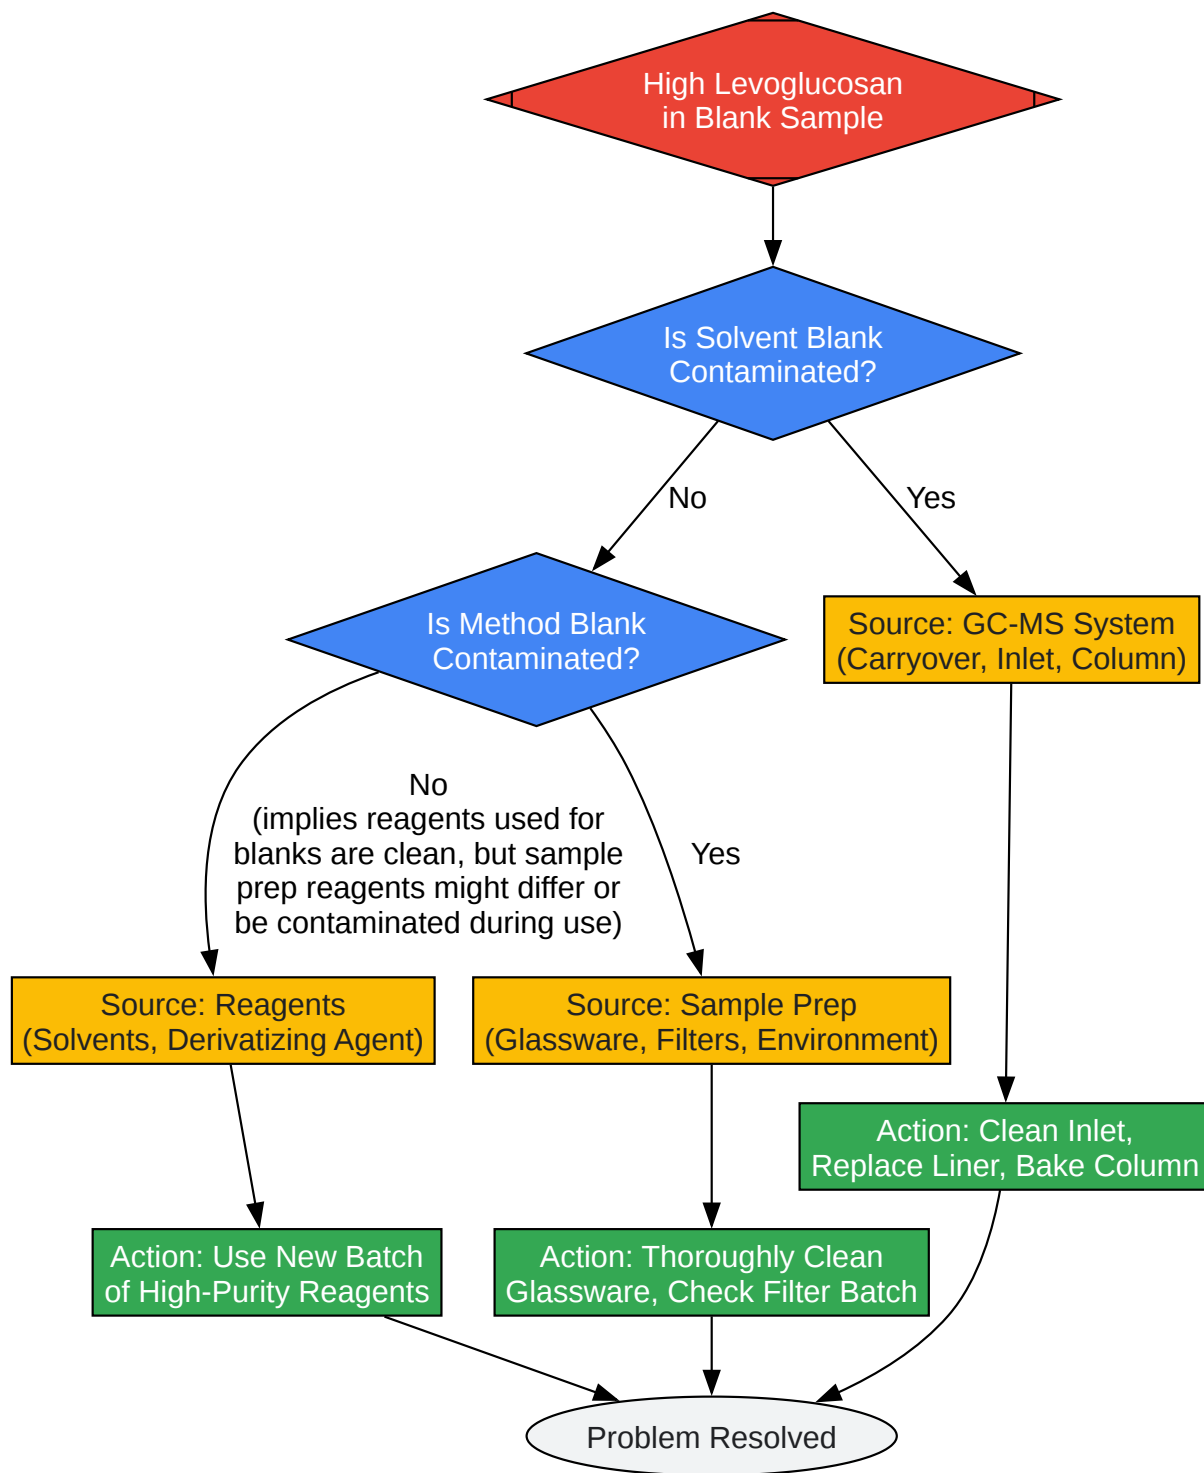 High Levoglucosan
in Blank Sample
Is Solvent Blank
Contaminated?
No
Yes
Is Method Blank
Contaminated?
Source: GC-MS System
(Carryover, Inlet, Column)
No
(implies reagents used for
blanks are clean, but sample
prep reagents might differ or
be contaminated during use)
Yes
Source: Reagents
(Solvents, Derivatizing Agent)
Source: Sample Prep
(Glassware, Filters, Environment)
Action: Clean Inlet,
Replace Liner, Bake Column
Action: Use New Batch
of High-Purity Reagents
Action: Thoroughly Clean
Glassware, Check Filter Batch
Problem Resolved